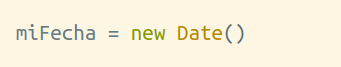 miFecha = new Date()